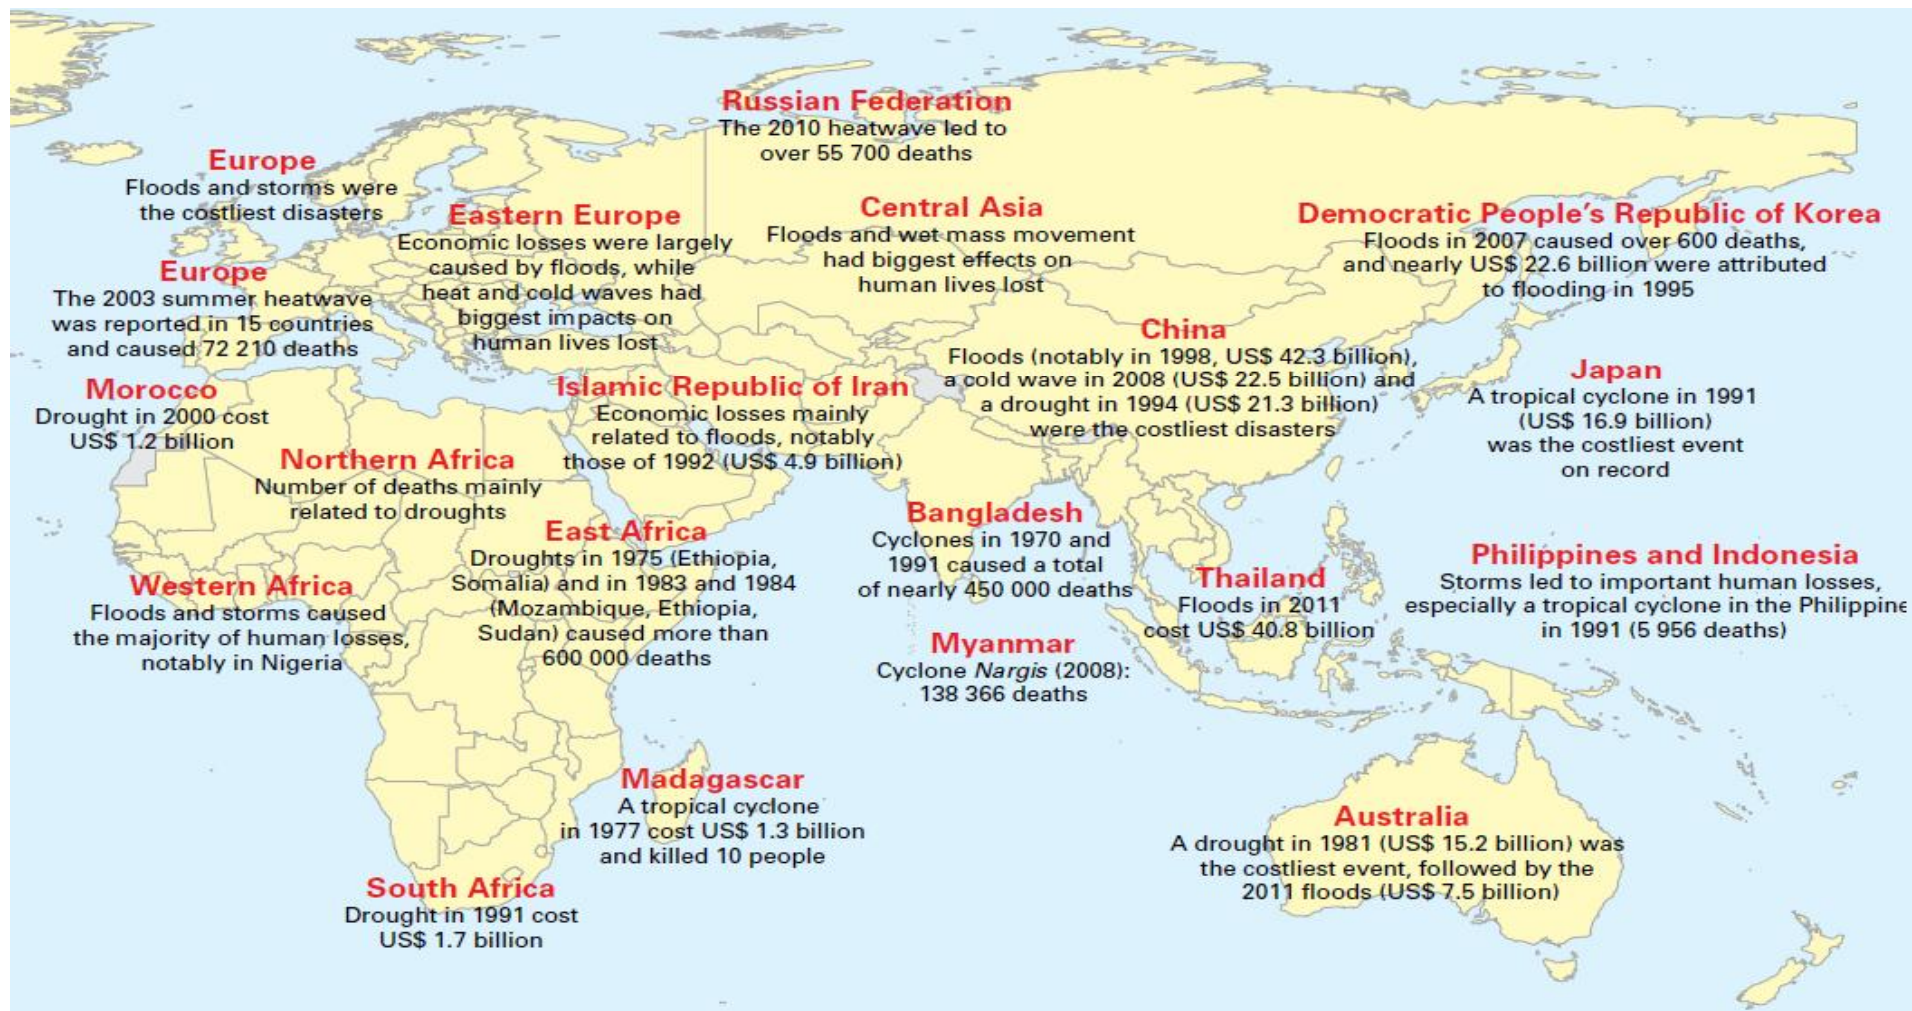 Russian Federation
The 2010 heatwave led to
over 55 700 deaths
Europe
Floods and storms were
the costliest disasters
Eastern Europe
Economic losses were largely
caused by floods, while
heat and cold waves had
biggest impacts on
human lives lost
Central Asia
Floods and wet mass movement
had biggest effects on
human lives lost
Democratic People's Republic of Korea
Floods in 2007 caused over 600 deaths,
and nearly US$ 22.6 billion were attributed
to flooding in 1995
Europe
The 2003 summer heatwave
was reported in 15 countries
and caused 72 210 deaths
China
Floods (notably in 1998, US$ 42.3 billion),
a cold wave in 2008 (US$ 22.5 billion) and
a drought in 1994 (US$ 21.3 billion)
were the costliest disasters
Japan
A tropical cyclone in 1991
(US$ 16.9 billion)
was the costliest event
on record
Morocco
Drought in 2000 cost
US$ 1.2 billion
Islamic Republic of Iran
Economic losses mainly
related to floods, notably
those of 1992 (US$ 4.9 billion)
Northern Africa
Number of deaths mainly
related to droughts
East Africa
Droughts in 1975 (Ethiopia,
Somalia) and in 1983 and 1984
(Mozambique, Ethiopia,
Sudan) caused more than
600 000 deaths
Bangladesh
Cyclones in 1970 and
1991 caused a total
of nearly 450 000 deaths
Western Africa
Floods and storms caused
the majority of human losses,
notably in Nigeria
Thailand
Floods in 2011
cost US$ 40.8 billion
Philippines and Indonesia
Storms led to important human losses,
especially a tropical cyclone in the Philippine
in 1991 (5 956 deaths)
Myanmar
Cyclone Nargis (2008):
138 366 deaths
Madagascar
A tropical cyclone
in 1977 cost US$ 1.3 billion
and killed 10 people
Australia
A drought in 1981 (US$ 15.2 billion) was
the costliest event, followed by the
2011 floods (US$ 7.5 billion)
South Africa
Drought in 1991 cost
US$ 1.7 billion